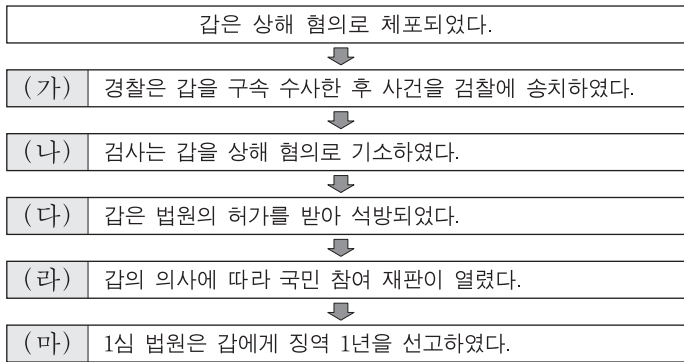 갑은 상해 혐의로 체포되었다.
(가) 경찰은 갑을 구속 수사한 후 사건을 검찰에 송치하였다.
(나) 검사는 갑을 상해 혐의로 기소하였다.
(다) 갑은 법원의 허가를 받아 석방되었다.
(라) 갑의 의사에 따라 국민 참여 재판이 열렸다.
(마) 1심 법원은 갑에게 징역 1년을 선고하였다.